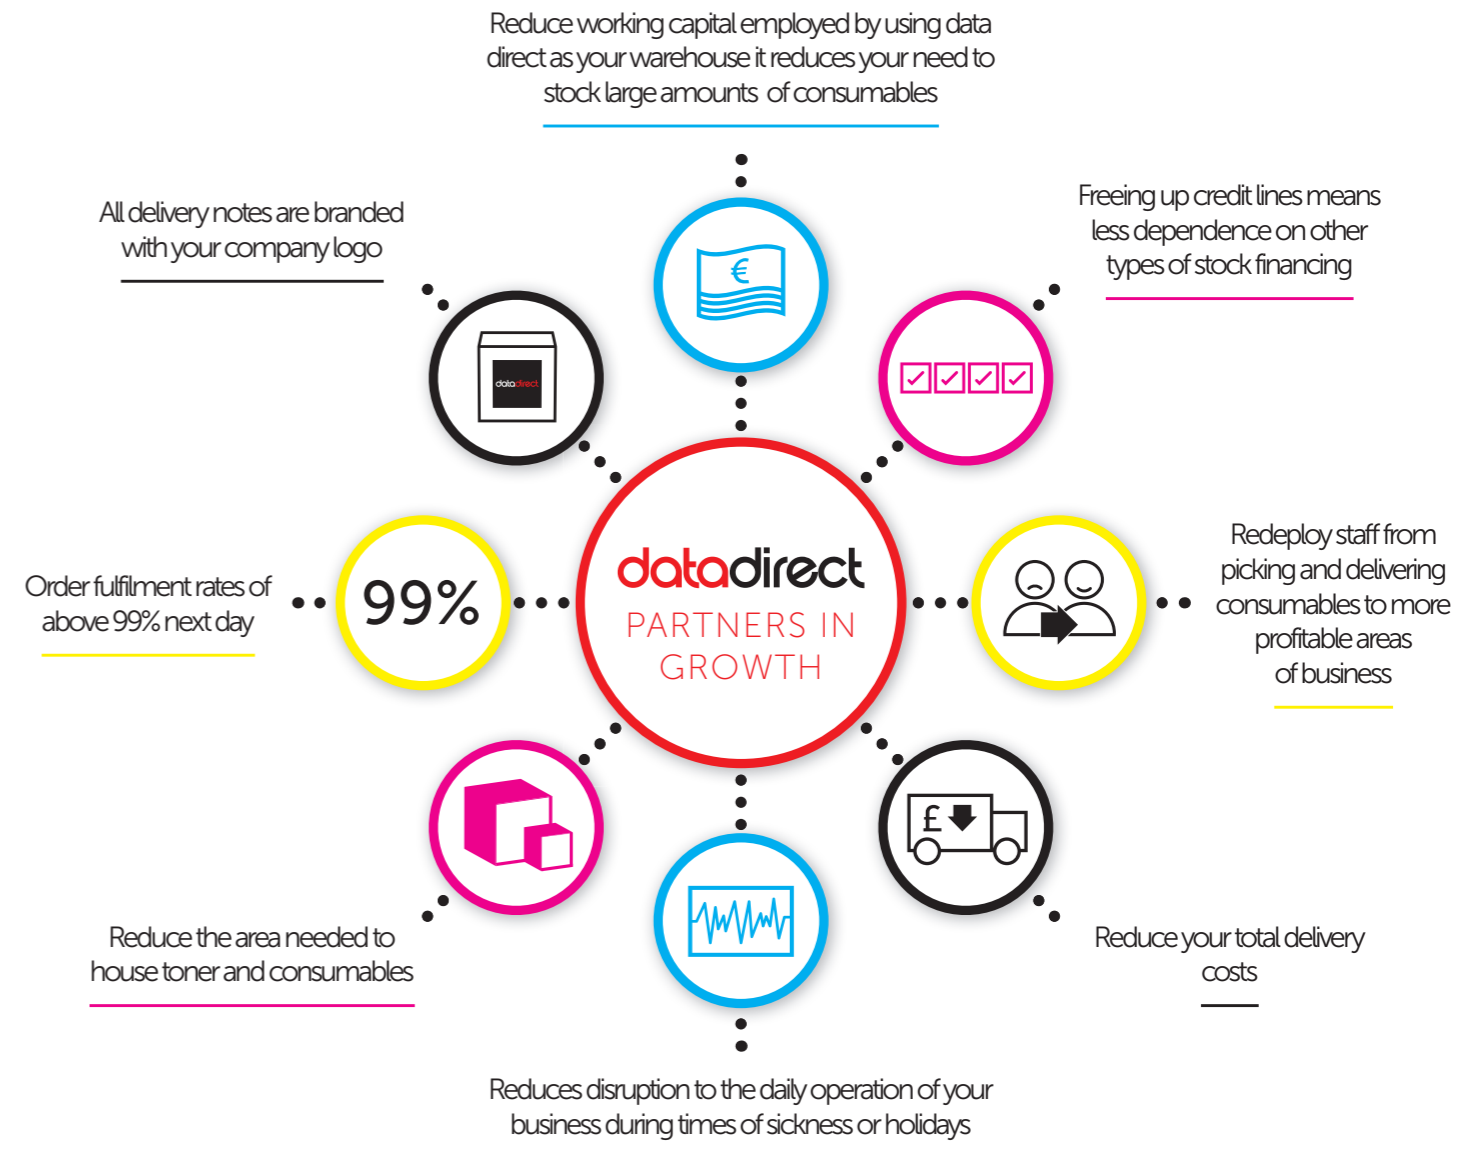 Reduce working capital employed by using data
direct as your warehouse it reduces your need to
stock large amounts of consumables
Freeing up credit lines means
less dependence on other
types of stock financing
All delivery notes are branded
with your company logo
€
datadirect
Redeploy staff from
picking and delivering
consumables to more
profitable areas
of business
Order fulfilment rates of
above 99% next day
99%
datadirect
PARTNERS IN
GROWTH
£
Reduce your total delivery
costs
Reduce the area needed to
house toner and consumables
Reduces disruption to the daily operation of your
business during times of sickness or holidays